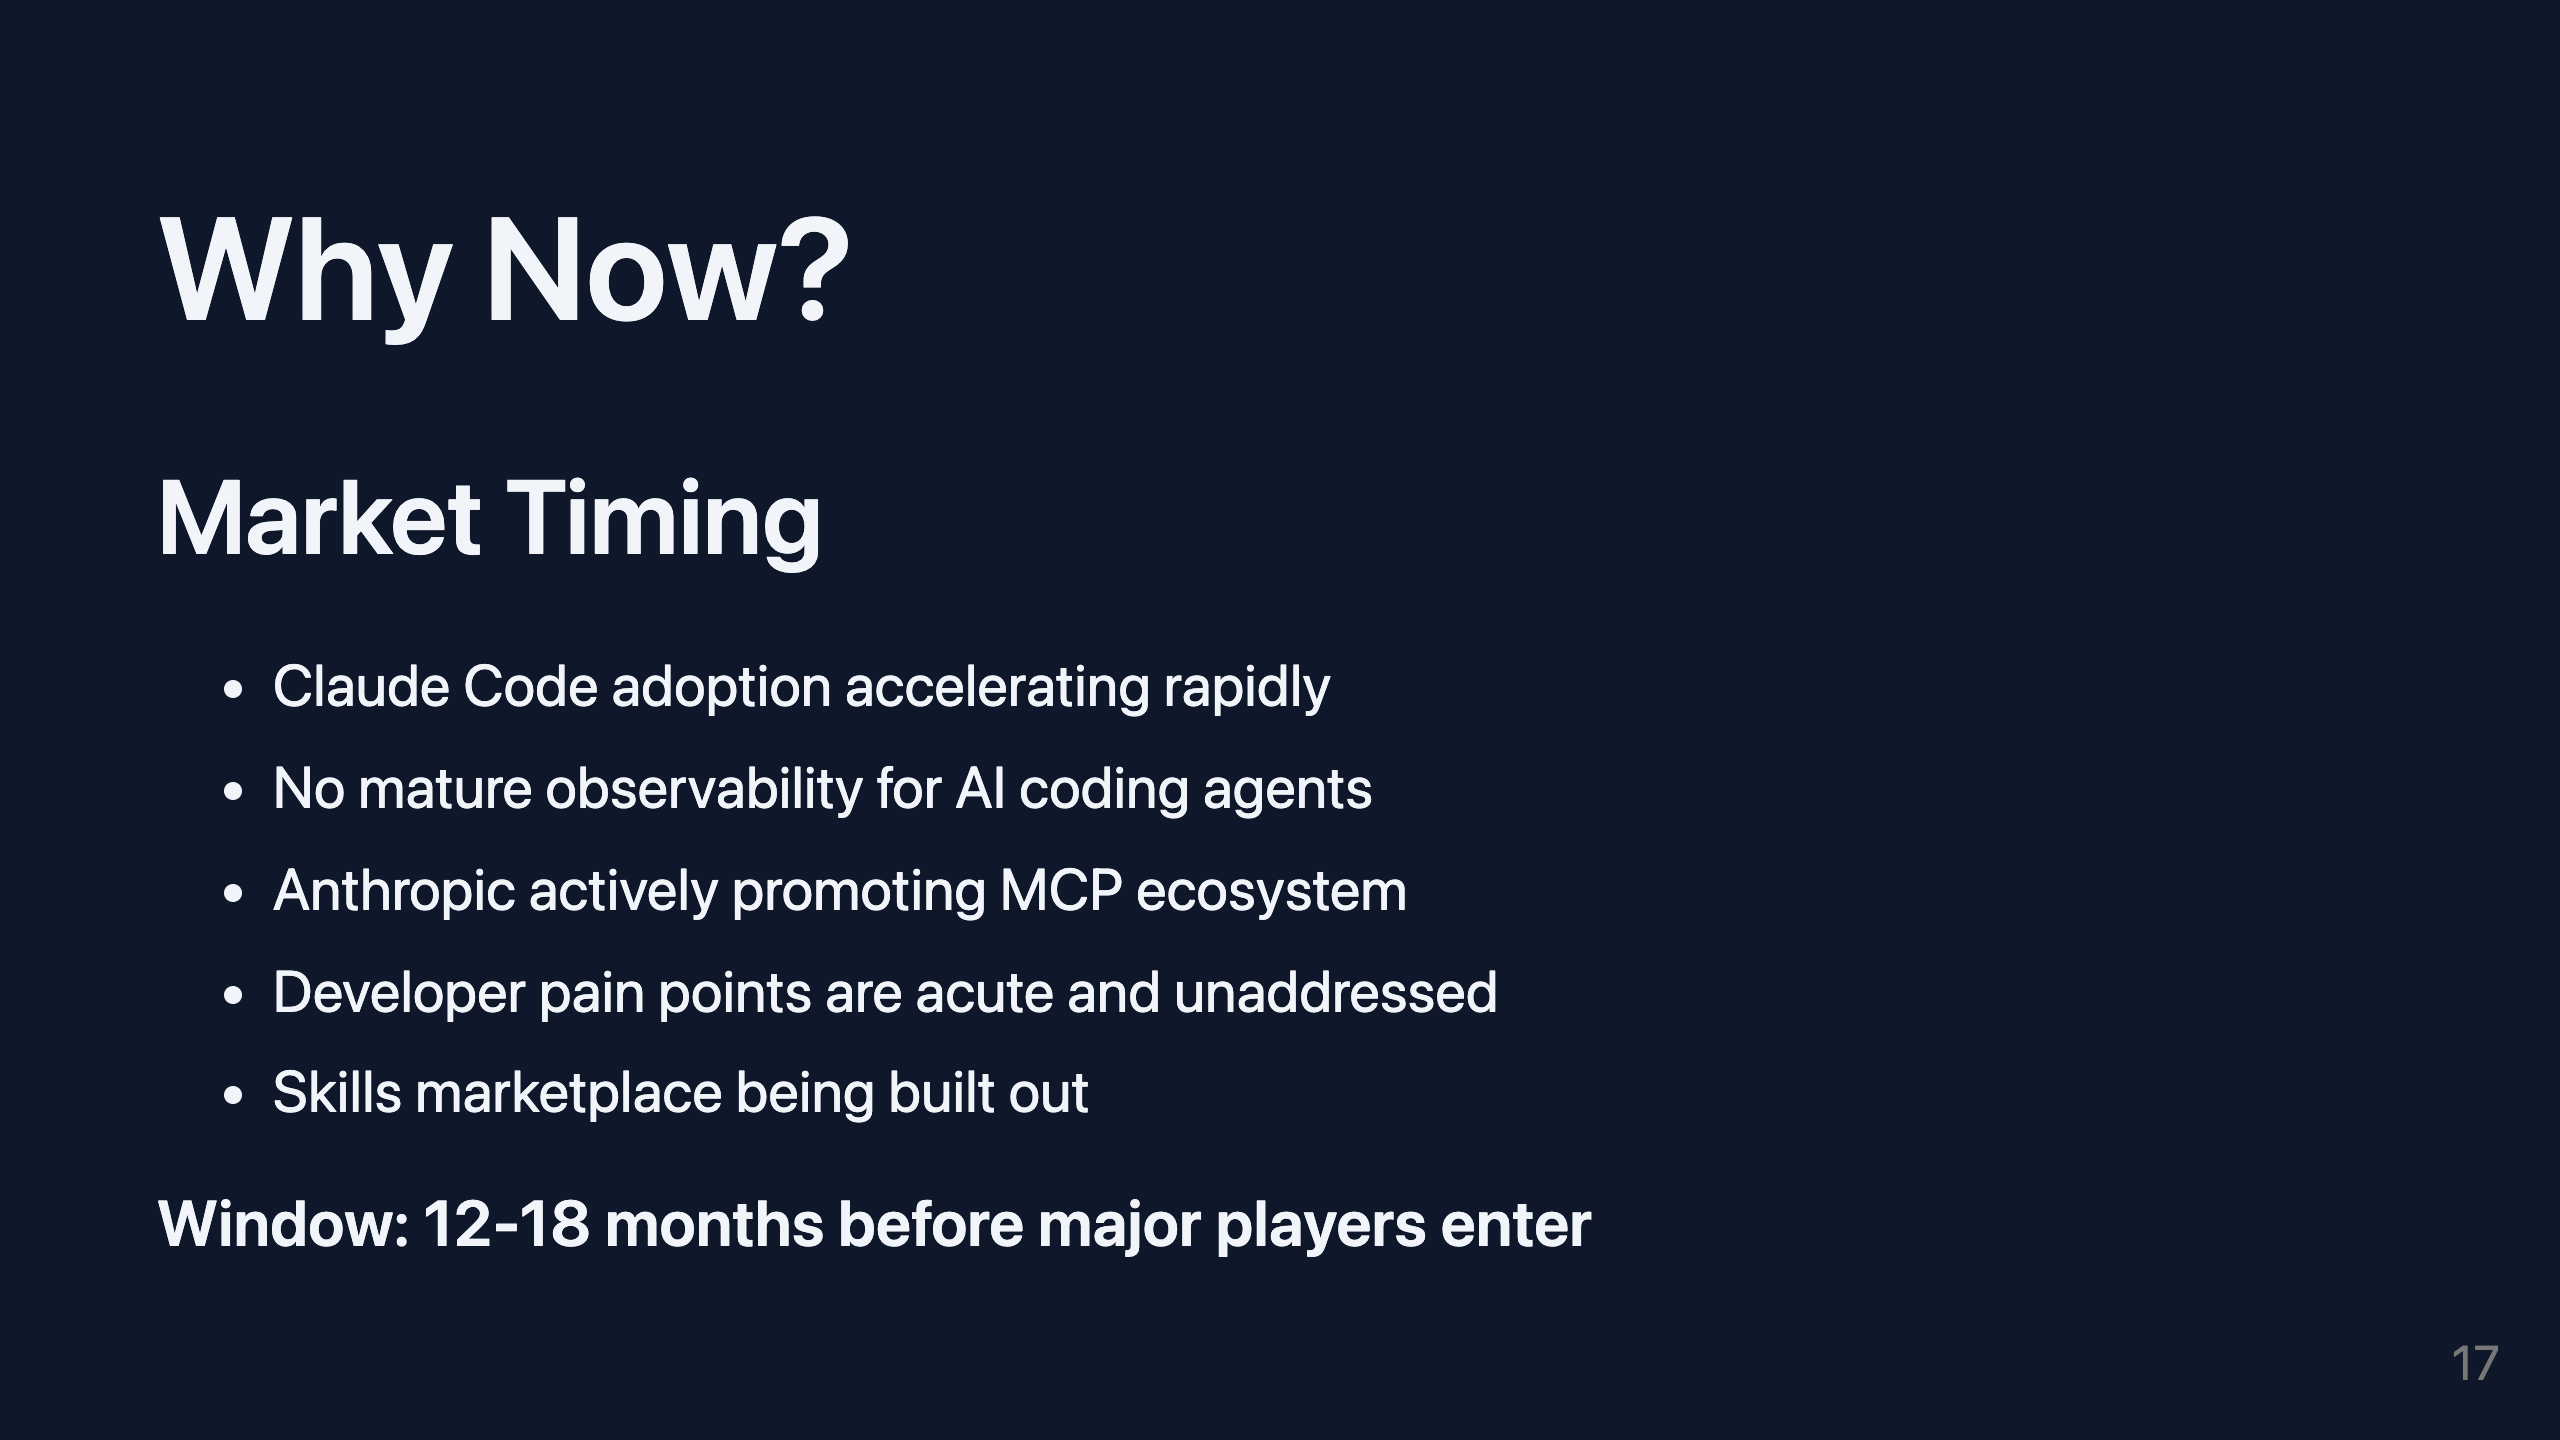 Why Now?
Market Timing
• Claude Code adoption accelerating rapidly
• No mature observability for AI coding agents
• Anthropic actively promoting MCP ecosystem
• Developer pain points are acute and unaddressed
• Skills marketplace being built out
Window: 12-18 months before major players enter
17